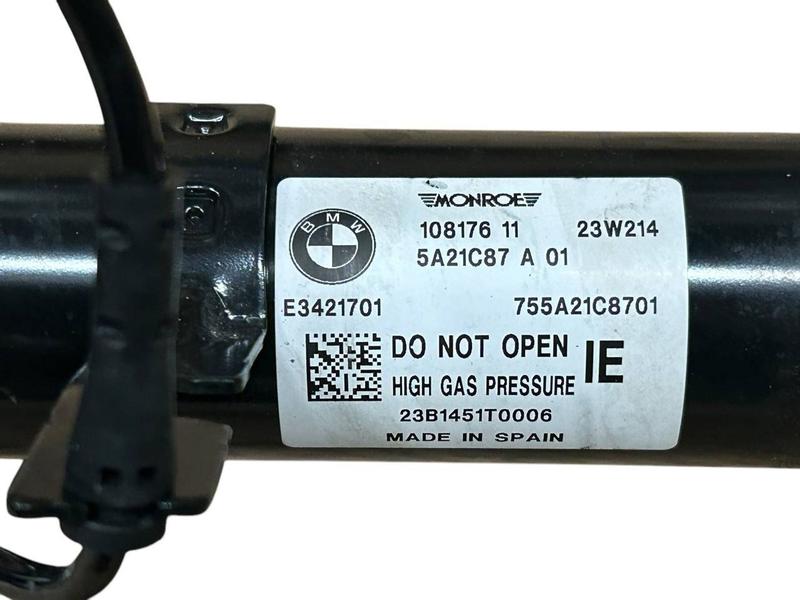 MONROE
BMW
108176 11 23W214
5A21C87 A 01
E3421701 755A21C8701
DO NOT OPEN IE
HIGH GAS PRESSURE
23B1451T0006
MADE IN SPAIN